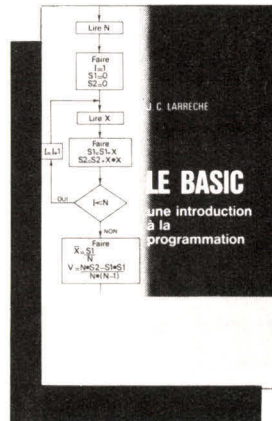 Lire N
Faire
I=1
S1=0
S2=0
J C LARRECHE
Lire X
I=I+1
Faire
S1=S1+X
S2=S2+X*X
LE BASIC
une introduction
à la
programmation
I<=N
OUI
NON
Faire
X̄=S1
N
V=N*S2-S1*S1
N*(N-1)